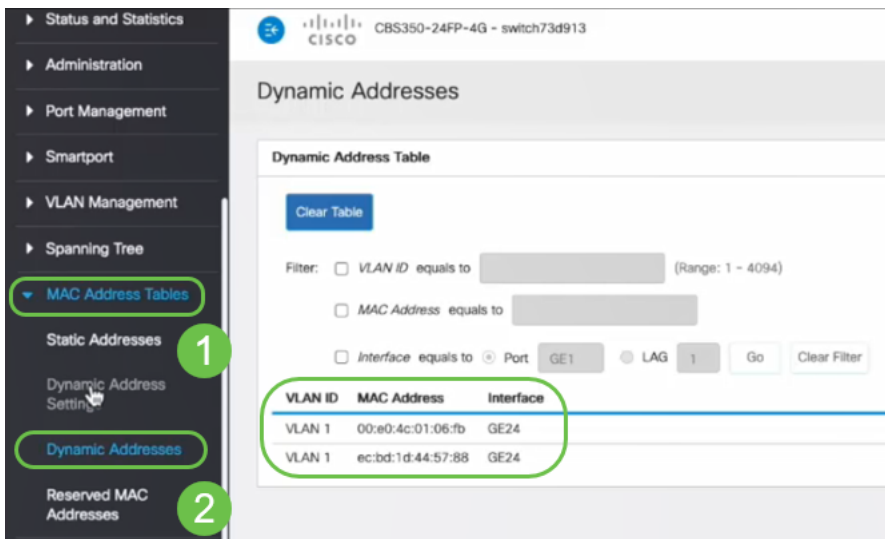 Status and Statistics
Administration
Port Management
Smartport
VLAN Management
Spanning Tree
MAC Address Tables
Static Addresses
1
Dynamic Address
Settings
Dynamic Addresses
Reserved MAC
Addresses
2
CISCO
CBS350-24FP-4G - switch73d913
Dynamic Addresses
Dynamic Address Table
Clear Table
Filter: VLAN ID equals to (Range: 1 - 4094)
MAC Address equals to
Interface equals to Port GE1 LAG 1 Go Clear Filter
VLAN ID MAC Address Interface
VLAN 1 00:e0:4c:01:06:fb GE24
VLAN 1 ec:bd:1d:44:57:88 GE24